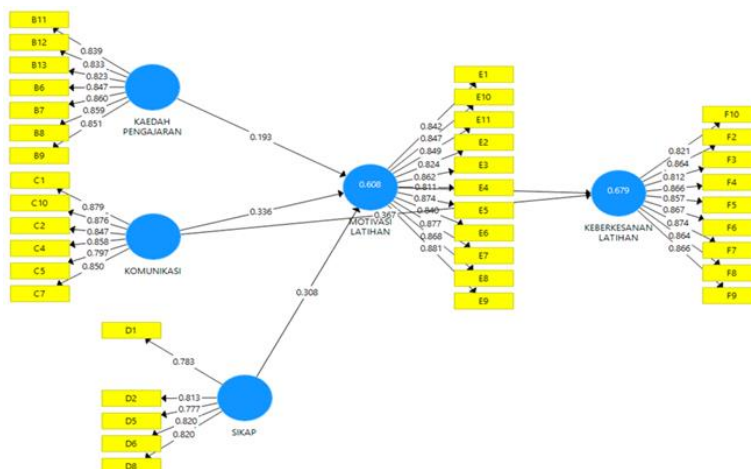 B11
B12
B13
B6
B7
B8
B9
0.839
0.833
0.823
0.847
0.860
0.859
0.851
KAEDAH
PENGAJARAN
0.193
C1
C10
C2
C4
C5
C7
0.879
0.876
0.847
0.858
0.797
0.850
KOMUNIKASI
0.336
0.367
D1
D2
D5
D6
D8
0.783
0.813
0.777
0.820
0.820
SIKAP
0.308
0.608
MOTIVASI
LATIHAN
0.842
0.847
0.849
0.824
0.862
0.811
0.874
0.840
0.877
0.868
0.881
E1
E10
E11
E2
E3
E4
E5
E6
E7
E8
E9
0.679
KEBERKESANAN
LATIHAN
0.821
0.864
0.812
0.866
0.857
0.867
0.874
0.864
0.866
F10
F2
F3
F4
F5
F6
F7
F8
F9